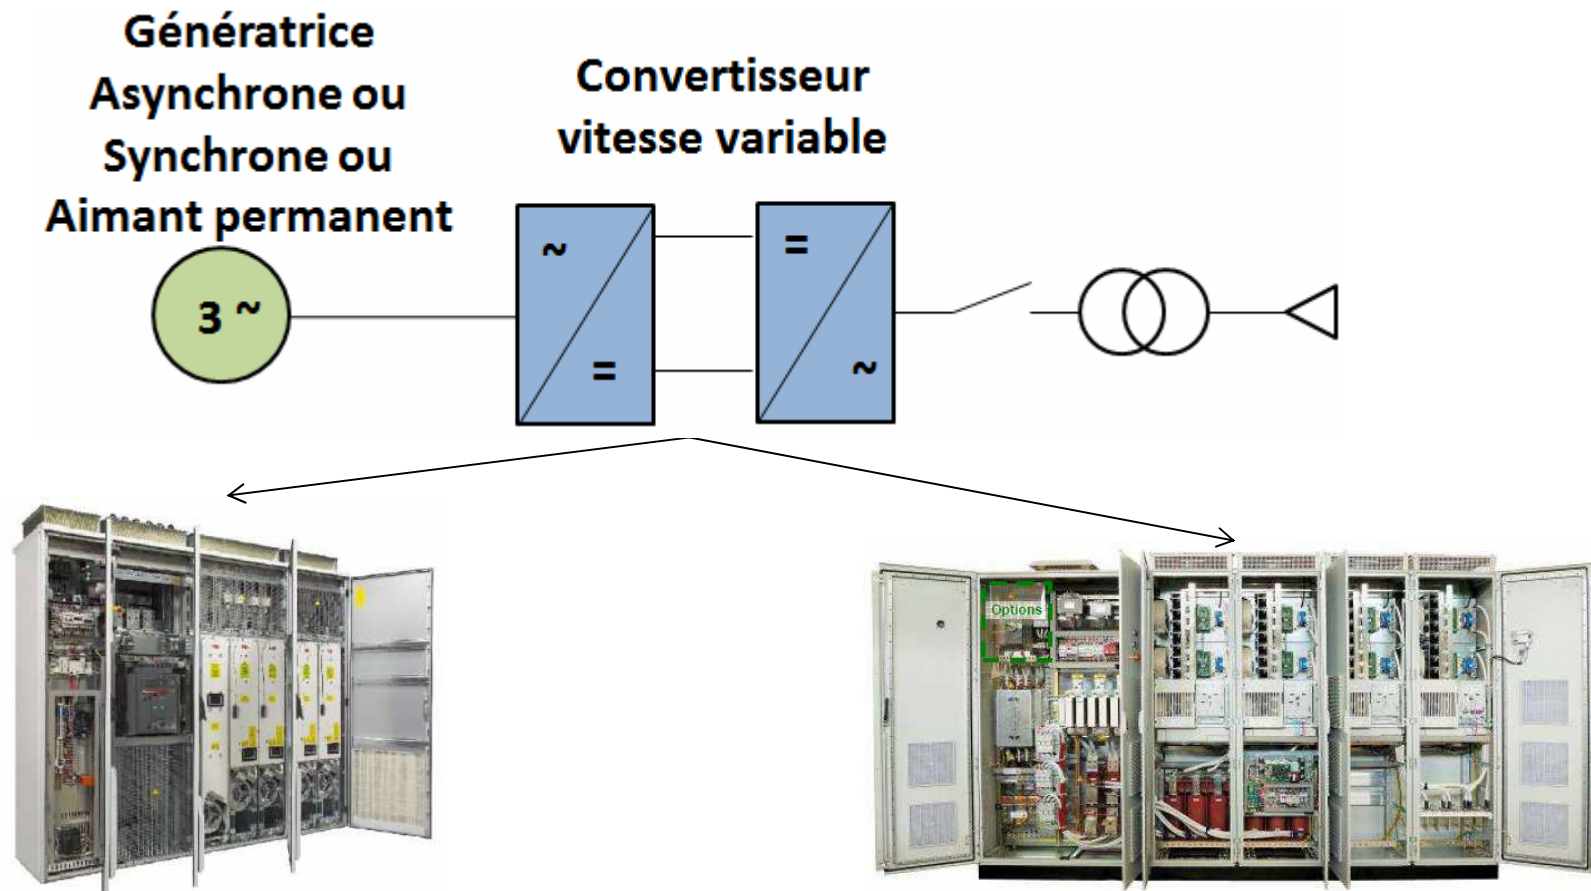 Génératrice
Asynchrone ou
Synchrone ou
Aimant permanent
Convertisseur
vitesse variable
3 ~
~
=
=
~
Options